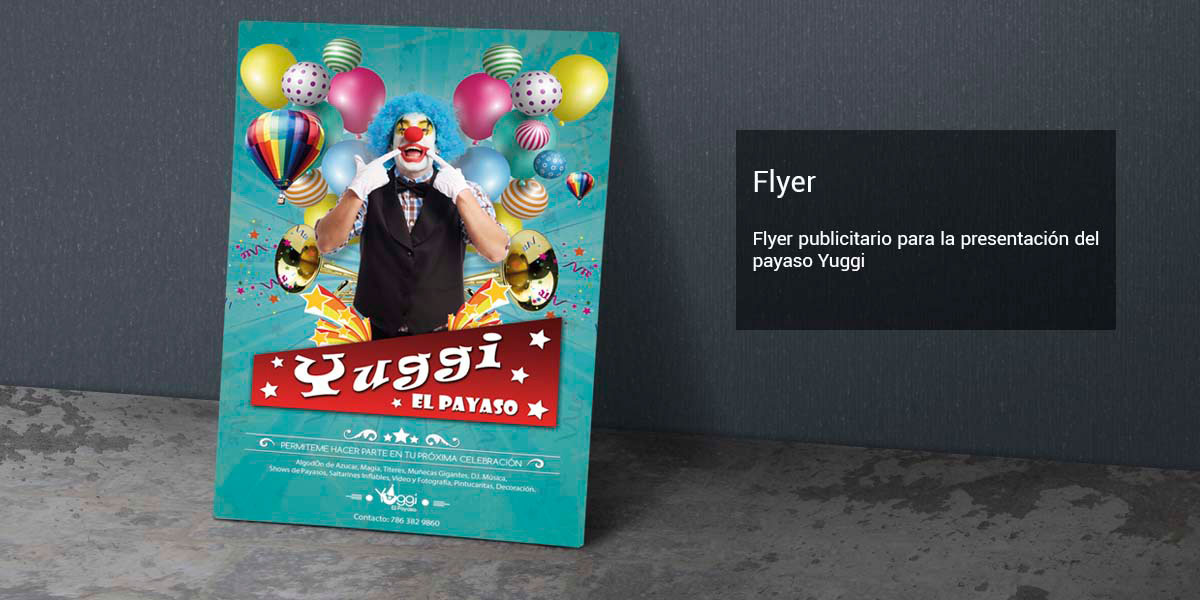 Yuggi
EL PAYASO
PERMITEME HACER PARTE EN TU PRÓXIMA CELEBRACIÓN
AlgodÓn de Azucar, Magia, Titeres, Muñecas Gigantes, DJ, Música,
Shows de Payasos, Saltarines Inflables, Video y Fotografía, Pintucaritas, Decoración.
Yuggi
El Payaso
Contacto: 786 382 9860
Flyer
Flyer publicitario para la presentación del
payaso Yuggi